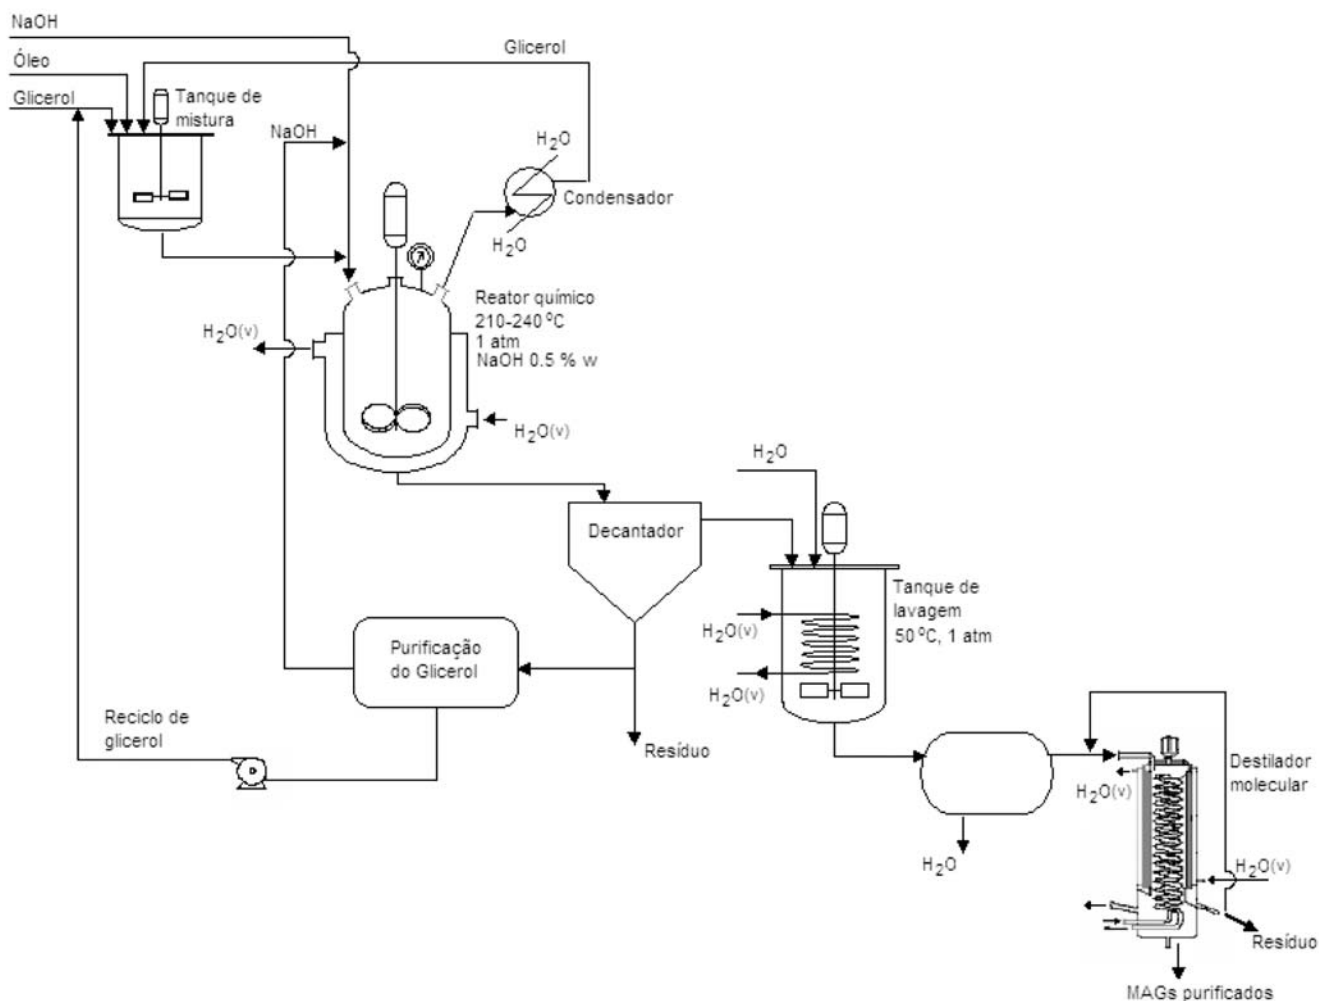 NaOH
Óleo
Glicerol
Glicerol
Tanque de
mistura
NaOH
H2O
Condensador
H2O
Reator químico
210-240 ºC
1 atm
NaOH 0.5 % w
H2O(v)
H2O(v)
H2O
Decantador
Tanque de
lavagem
50 ºC, 1 atm
H2O(v)
H2O(v)
Purificação
do Glicerol
Reciclo de
glicerol
Resíduo
Destilador
molecular
H2O(v)
H2O
H2O(v)
Resíduo
MAGs purificados